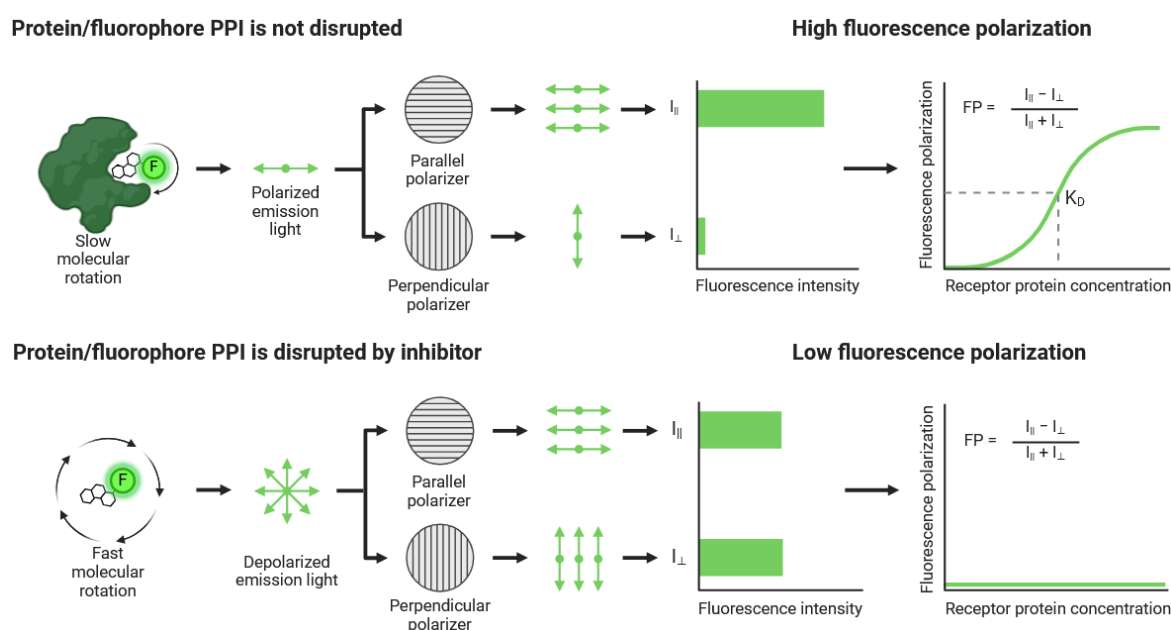 Protein/fluorophore PPI is not disrupted
High fluorescence polarization
F
Slow
molecular
rotation
Polarized
emission
light
Parallel
polarizer
Perpendicular
polarizer
I||
I⊥
Fluorescence intensity
Fluorescence polarization
FP = I|| − I⊥
I|| + I⊥
KD
Receptor protein concentration
Protein/fluorophore PPI is disrupted by inhibitor
Low fluorescence polarization
F
Fast
molecular
rotation
Depolarized
emission light
Parallel
polarizer
Perpendicular
polarizer
I||
I⊥
Fluorescence intensity
Fluorescence polarization
FP = I|| − I⊥
I|| + I⊥
Receptor protein concentration